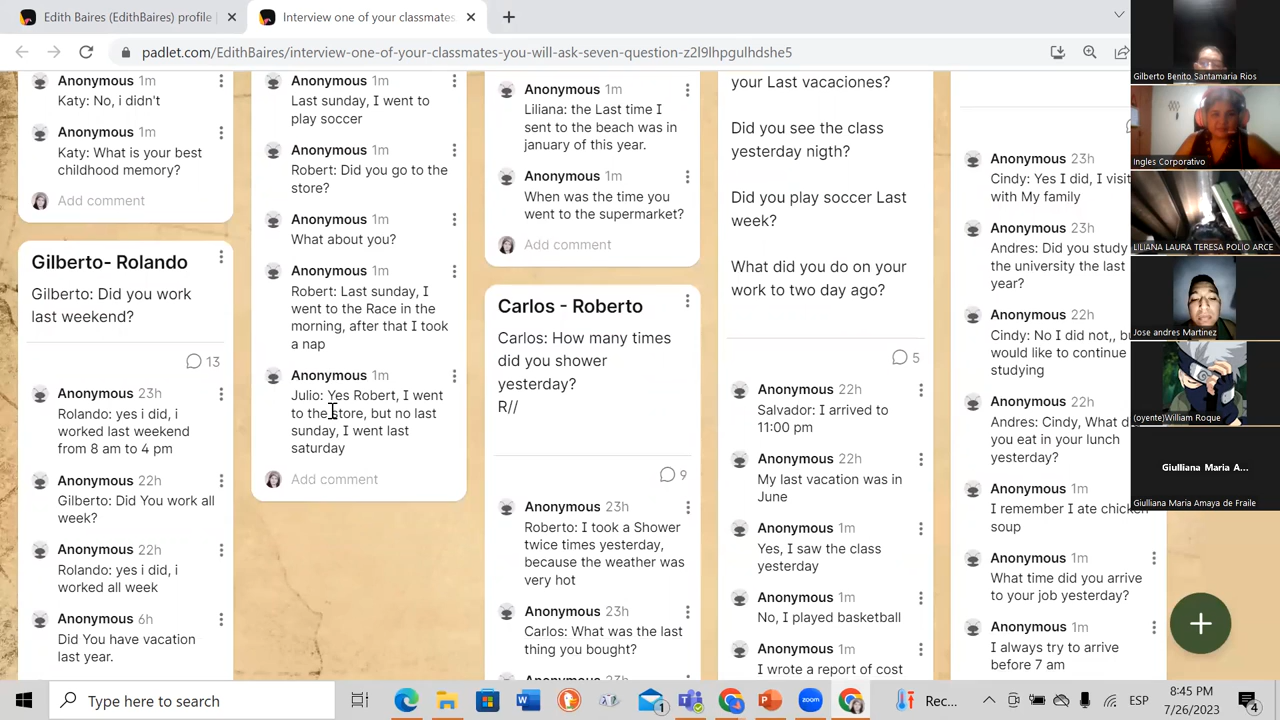 Edith Baires (EdithBaires) profile
Interview one of your classmates
padlet.com/EdithBaires/interview-one-of-your-classmates-you-will-ask-seven-question-z2l9lhpgulhdshe5
Anonymous 1m
Katy: No, i didn't
Anonymous 1m
Katy: What is your best
childhood memory?
Add comment
Gilberto- Rolando
Gilberto: Did you work
last weekend?
13
Anonymous 23h
Rolando: yes i did, i
worked last weekend
from 8 am to 4 pm
Anonymous 22h
Gilberto: Did You work all
week?
Anonymous 22h
Rolando: yes i did, i
worked all week
Anonymous 6h
Did You have vacation
last year.
Anonymous 1m
Last sunday, I went to
play soccer
Anonymous 1m
Robert: Did you go to the
store?
Anonymous 1m
What about you?
Anonymous 1m
Robert: Last sunday, I
went to the Race in the
morning, after that I took
a nap
Anonymous 1m
Julio: Yes Robert, I went
to the store, but no last
sunday, I went last
saturday
Add comment
Anonymous 1m
Liliana: the Last time I
sent to the beach was in
january of this year.
Anonymous 1m
When was the time you
went to the supermarket?
Add comment
Carlos - Roberto
Carlos: How many times
did you shower
yesterday?
R//
9
Anonymous 23h
Roberto: I took a Shower
twice times yesterday,
because the weather was
very hot
Anonymous 23h
Carlos: What was the last
thing you bought?
your Last vacaciones?
Did you see the class
yesterday nigth?
Did you play soccer Last
week?
What did you do on your
work to two day ago?
5
Anonymous 22h
Salvador: I arrived to
11:00 pm
Anonymous 22h
My last vacation was in
June
Anonymous 1m
Yes, I saw the class
yesterday
Anonymous 1m
No, I played basketball
Anonymous 1m
I wrote a report of cost
Anonymous 23h
Cindy: Yes I did, I visit
with My family
Anonymous 23h
Andres: Did you study
the university the last
year?
Anonymous 22h
Cindy: No I did not,, bu
would like to continue
studying
Anonymous 22h
Andres: Cindy, What d
you eat in your lunch
yesterday?
Anonymous 1m
I remember I ate chicken
soup
Anonymous 1m
What time did you arrive
to your job yesterday?
Anonymous 1m
I always try to arrive
before 7 am
Gilberto Benito Santamaria Rios
Ingles Corporativo
LILIANA LAURA TERESA POLIO ARCE
Jose andres Martinez
(oyente)William Roque
Giulliana Maria A...
Giulliana Maria Amaya de Fraile
Type here to search
W
P
zoom
1
Rec...
ESP
8:45 PM
7/26/2023
4